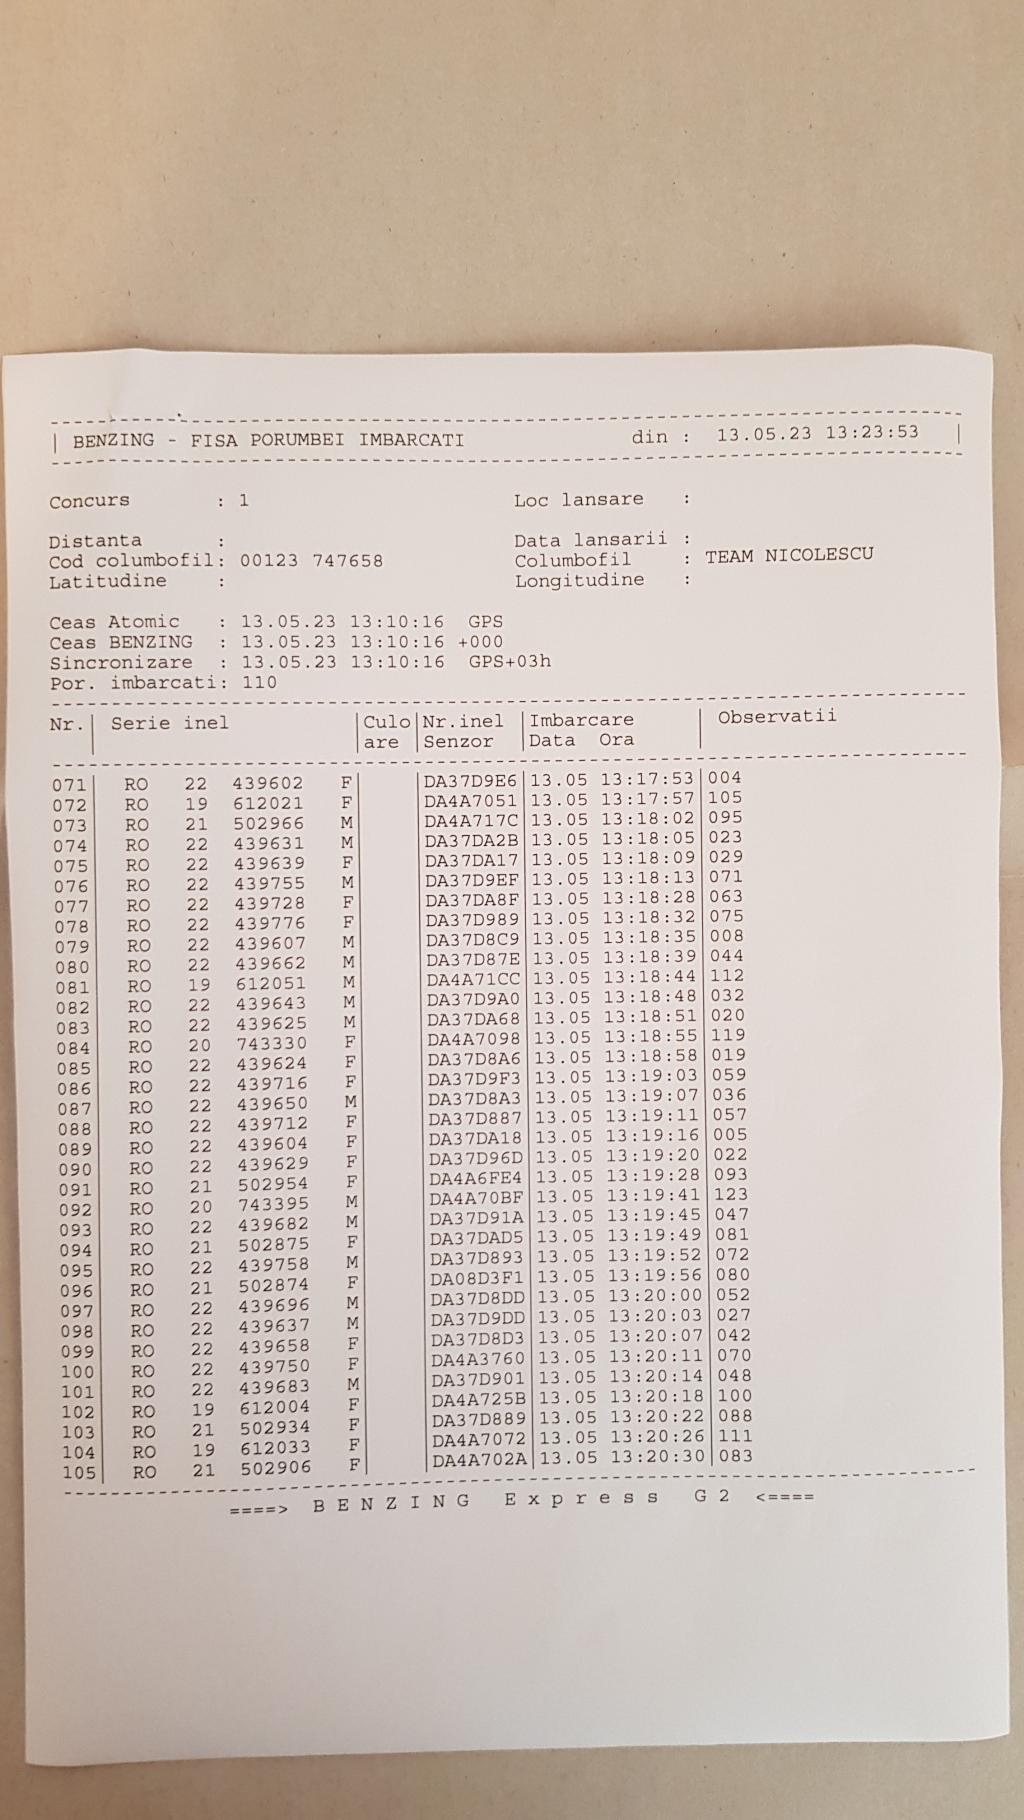 | BENZING - FISA PORUMBEI IMBARCATI din : 13.05.23 13:23:53 |
Concurs : 1 Loc lansare :
Distanta : Data lansarii :
Cod columbofil: 00123 747658 Columbofil : TEAM NICOLESCU
Latitudine : Longitudine :
Ceas Atomic : 13.05.23 13:10:16 GPS
Ceas BENZING : 13.05.23 13:10:16 +000
Sincronizare : 13.05.23 13:10:16 GPS+03h
Por. imbarcati: 110
Nr.| Serie inel |Culo|Nr.inel |Imbarcare | Observatii
| |are |Senzor |Data Ora |
071| RO 22 439602 F| |DA37D9E6|13.05 13:17:53|004
072| RO 19 612021 F| |DA4A7051|13.05 13:17:57|105
073| RO 21 502966 M| |DA4A717C|13.05 13:18:02|095
074| RO 22 439631 M| |DA37DA2B|13.05 13:18:05|023
075| RO 22 439639 F| |DA37DA17|13.05 13:18:09|029
076| RO 22 439755 M| |DA37D9EF|13.05 13:18:13|071
077| RO 22 439728 F| |DA37DA8F|13.05 13:18:28|063
078| RO 22 439776 F| |DA37D989|13.05 13:18:32|075
079| RO 22 439607 M| |DA37D8C9|13.05 13:18:35|008
080| RO 22 439662 M| |DA37D87E|13.05 13:18:39|044
081| RO 19 612051 M| |DA4A71CC|13.05 13:18:44|112
082| RO 22 439643 M| |DA37D9A0|13.05 13:18:48|032
083| RO 22 439625 M| |DA37DA68|13.05 13:18:51|020
084| RO 20 743330 F| |DA4A7098|13.05 13:18:55|119
085| RO 22 439624 F| |DA37D8A6|13.05 13:18:58|019
086| RO 22 439716 F| |DA37D9F3|13.05 13:19:03|059
087| RO 22 439650 M| |DA37D8A3|13.05 13:19:07|036
088| RO 22 439712 F| |DA37D887|13.05 13:19:11|057
089| RO 22 439604 F| |DA37DA18|13.05 13:19:16|005
090| RO 22 439629 F| |DA37D96D|13.05 13:19:20|022
091| RO 21 502954 F| |DA4A6FE4|13.05 13:19:28|093
092| RO 20 743395 M| |DA4A70BF|13.05 13:19:41|123
093| RO 22 439682 M| |DA37D91A|13.05 13:19:45|047
094| RO 21 502875 F| |DA37DAD5|13.05 13:19:49|081
095| RO 22 439758 M| |DA37D893|13.05 13:19:52|072
096| RO 21 502874 F| |DA08D3F1|13.05 13:19:56|080
097| RO 22 439696 M| |DA37D8DD|13.05 13:20:00|052
098| RO 22 439637 M| |DA37D9DD|13.05 13:20:03|027
099| RO 22 439658 F| |DA37D8D3|13.05 13:20:07|042
100| RO 22 439750 F| |DA4A3760|13.05 13:20:11|070
101| RO 22 439683 M| |DA37D901|13.05 13:20:14|048
102| RO 19 612004 F| |DA4A725B|13.05 13:20:18|100
103| RO 21 502934 F| |DA37D889|13.05 13:20:22|088
104| RO 19 612033 F| |DA4A7072|13.05 13:20:26|111
105| RO 21 502906 F| |DA4A702A|13.05 13:20:30|083
====> B E N Z I N G E x p r e s s G 2 <====